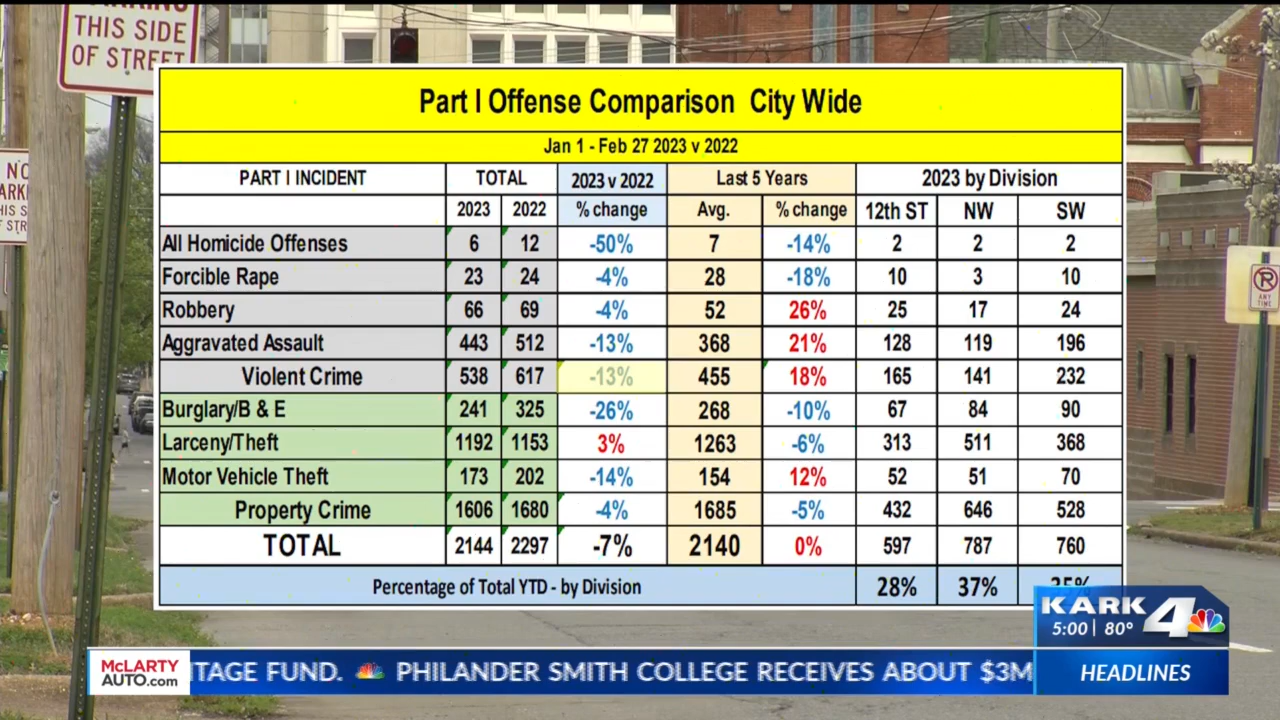 THIS SIDE
OF STREET
Part I Offense Comparison City Wide
Jan 1 - Feb 27 2023 v 2022
PART I INCIDENT TOTAL 2023 v 2022 Last 5 Years 2023 by Division
2023 2022 % change Avg. % change 12th ST NW SW
All Homicide Offenses 6 12 -50% 7 -14% 2 2 2
Forcible Rape 23 24 -4% 28 -18% 10 3 10
Robbery 66 69 -4% 52 26% 25 17 24
Aggravated Assault 443 512 -13% 368 21% 128 119 196
Violent Crime 538 617 -13% 455 18% 165 141 232
Burglary/B & E 241 325 -26% 268 -10% 67 84 90
Larceny/Theft 1192 1153 3% 1263 -6% 313 511 368
Motor Vehicle Theft 173 202 -14% 154 12% 52 51 70
Property Crime 1606 1680 -4% 1685 -5% 432 646 528
TOTAL 2144 2297 -7% 2140 0% 597 787 760
Percentage of Total YTD - by Division 28% 37% 35%
NO
P
ANY
TIME
KARK 4
5:00 | 80°
McLARTY
AUTO.com
TAGE FUND. PHILANDER SMITH COLLEGE RECEIVES ABOUT $3M
HEADLINES